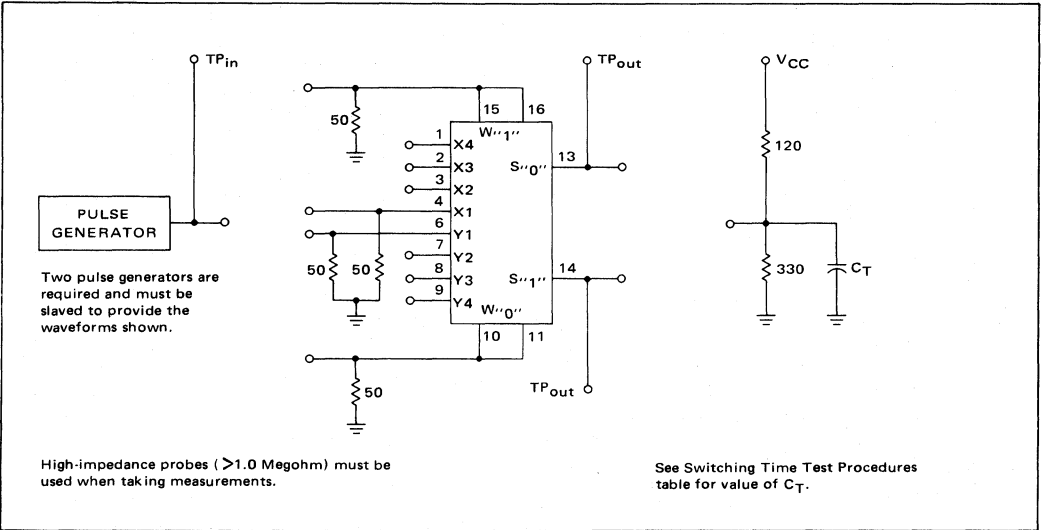 TPin
TPout
VCC
15 16
50
W"1"
1 X4
2 X3
3 X2
4 X1
6 Y1
7 Y2
8 Y3
9 Y4
S"0" 13
S"1" 14
W"0"
10 11
120
330
CT
50 50
50
TPout
PULSE
GENERATOR
Two pulse generators are
required and must be
slaved to provide the
waveforms shown.
High-impedance probes (>1.0 Megohm) must be
used when taking measurements.
See Switching Time Test Procedures
table for value of CT.